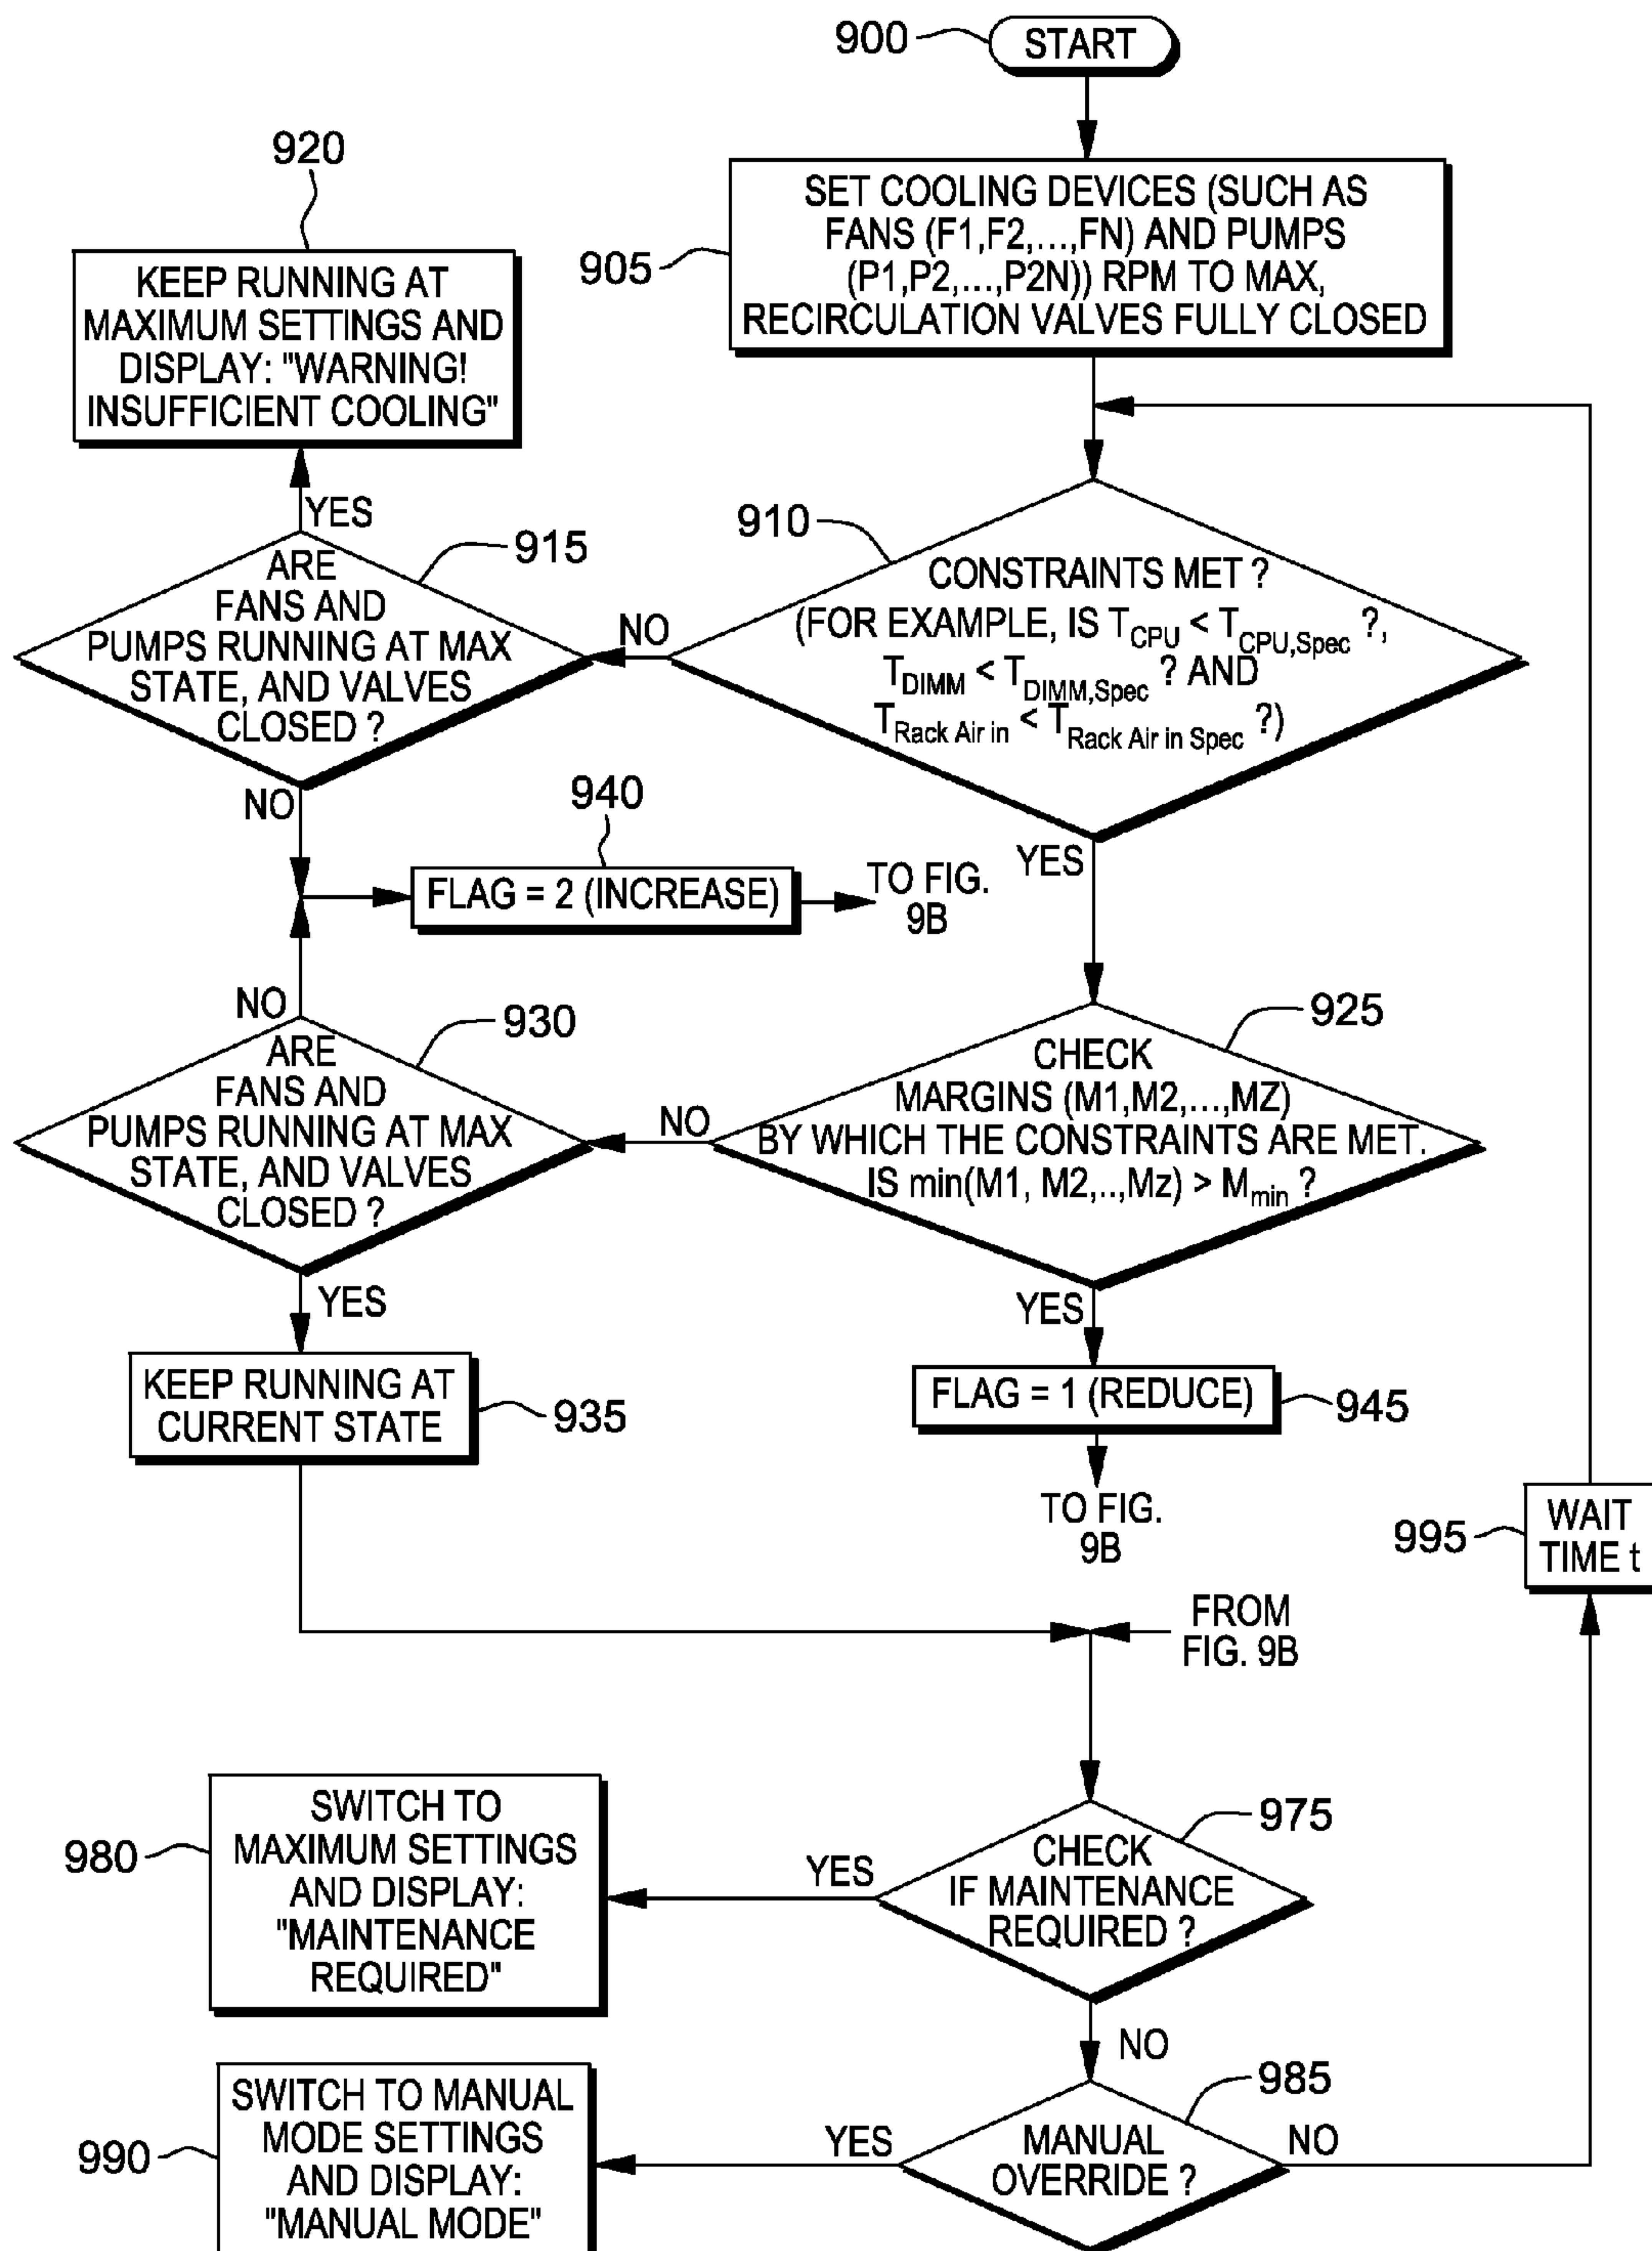 900
START
920
905
SET COOLING DEVICES (SUCH AS
FANS (F1,F2,...,FN) AND PUMPS
(P1,P2,...,P2N)) RPM TO MAX,
RECIRCULATION VALVES FULLY CLOSED
KEEP RUNNING AT
MAXIMUM SETTINGS AND
DISPLAY: "WARNING!
INSUFFICIENT COOLING"
YES
915
ARE
FANS AND
PUMPS RUNNING AT MAX
STATE, AND VALVES
CLOSED ?
NO
910
CONSTRAINTS MET ?
(FOR EXAMPLE, IS T_CPU < T_CPU,Spec ?,
T_DIMM < T_DIMM,Spec ? AND
T_Rack Air in < T_Rack Air in Spec ?)
NO
YES
940
FLAG = 2 (INCREASE)
TO FIG.
9B
NO
930
ARE
FANS AND
PUMPS RUNNING AT MAX
STATE, AND VALVES
CLOSED ?
NO
925
CHECK
MARGINS (M1,M2,...,MZ)
BY WHICH THE CONSTRAINTS ARE MET.
IS min(M1, M2,..,Mz) > M_min ?
YES
YES
KEEP RUNNING AT
CURRENT STATE
935
FLAG = 1 (REDUCE)
945
TO FIG.
9B
995
WAIT
TIME t
FROM
FIG. 9B
980
SWITCH TO
MAXIMUM SETTINGS
AND DISPLAY:
"MAINTENANCE
REQUIRED"
YES
975
CHECK
IF MAINTENANCE
REQUIRED ?
NO
990
SWITCH TO MANUAL
MODE SETTINGS
AND DISPLAY:
"MANUAL MODE"
YES
985
MANUAL
OVERRIDE ?
NO